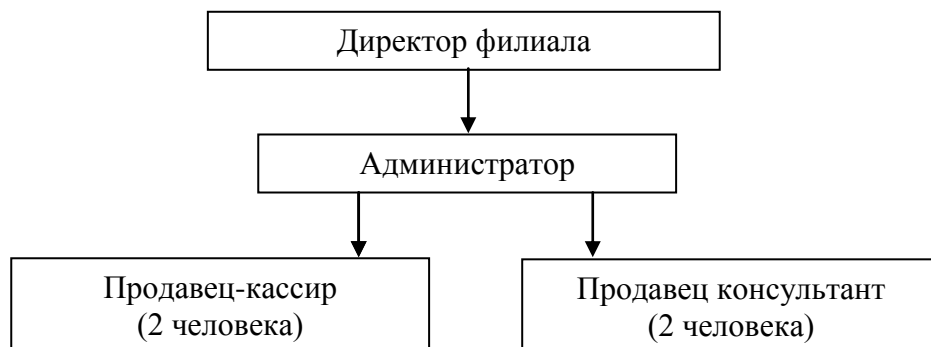 Директор филиала
Администратор
Продавец-кассир
(2 человека)
Продавец консультант
(2 человека)